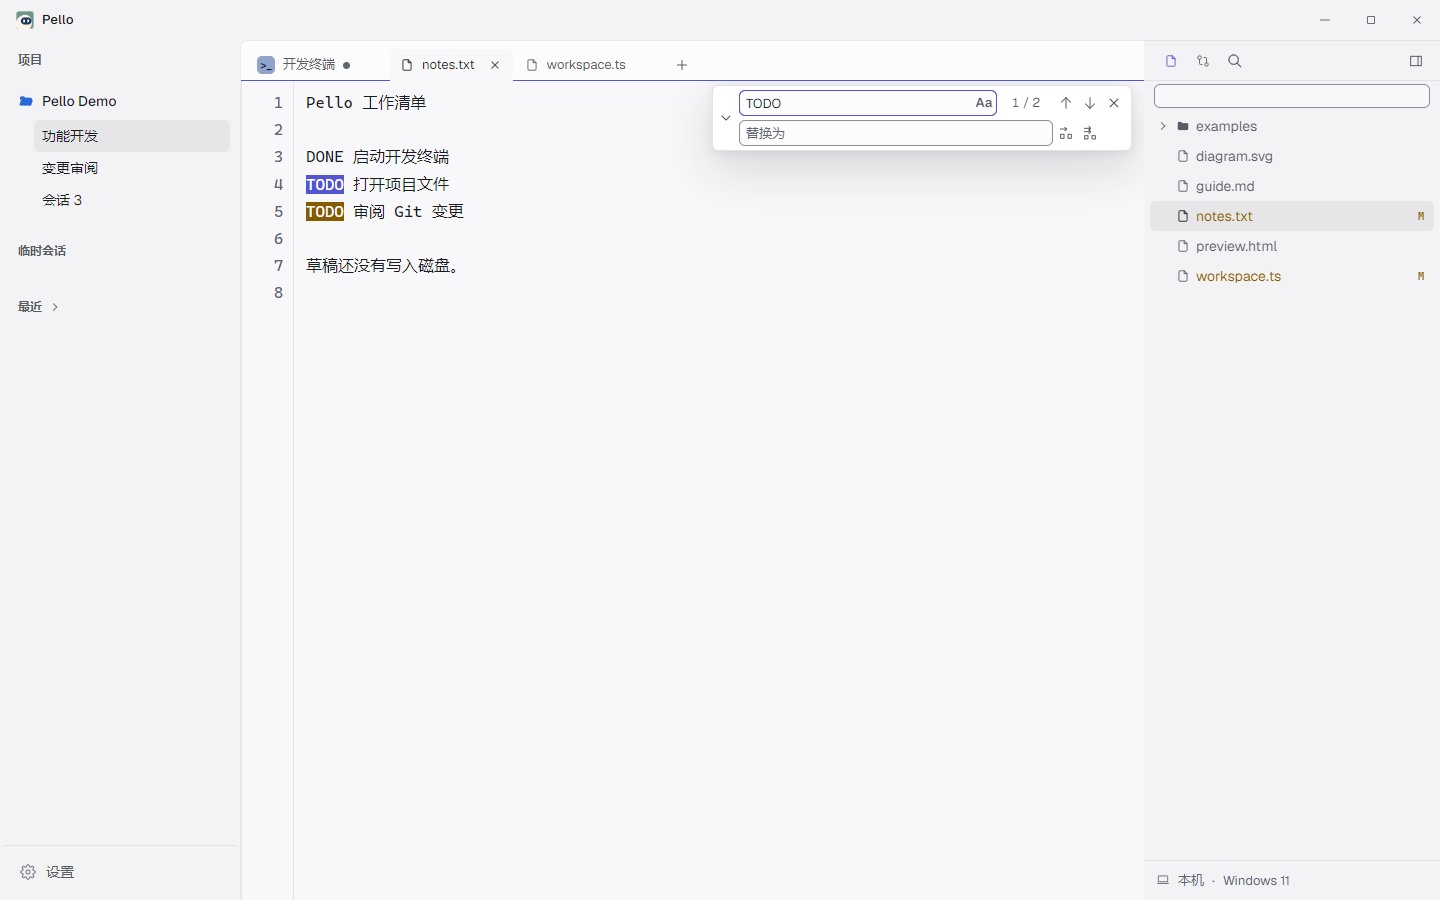 Pello
项目
Pello Demo
功能开发
变更审阅
会话 3
临时会话
最近
设置
>_ 开发终端
notes.txt
workspace.ts
1 Pello 工作清单
2
3 DONE 启动开发终端
4 TODO 打开项目文件
5 TODO 审阅 Git 变更
6
7 草稿还没有写入磁盘。
8
TODO Aa 1 / 2
替换为
examples
diagram.svg
guide.md
notes.txt M
preview.html
workspace.ts M
本机 · Windows 11